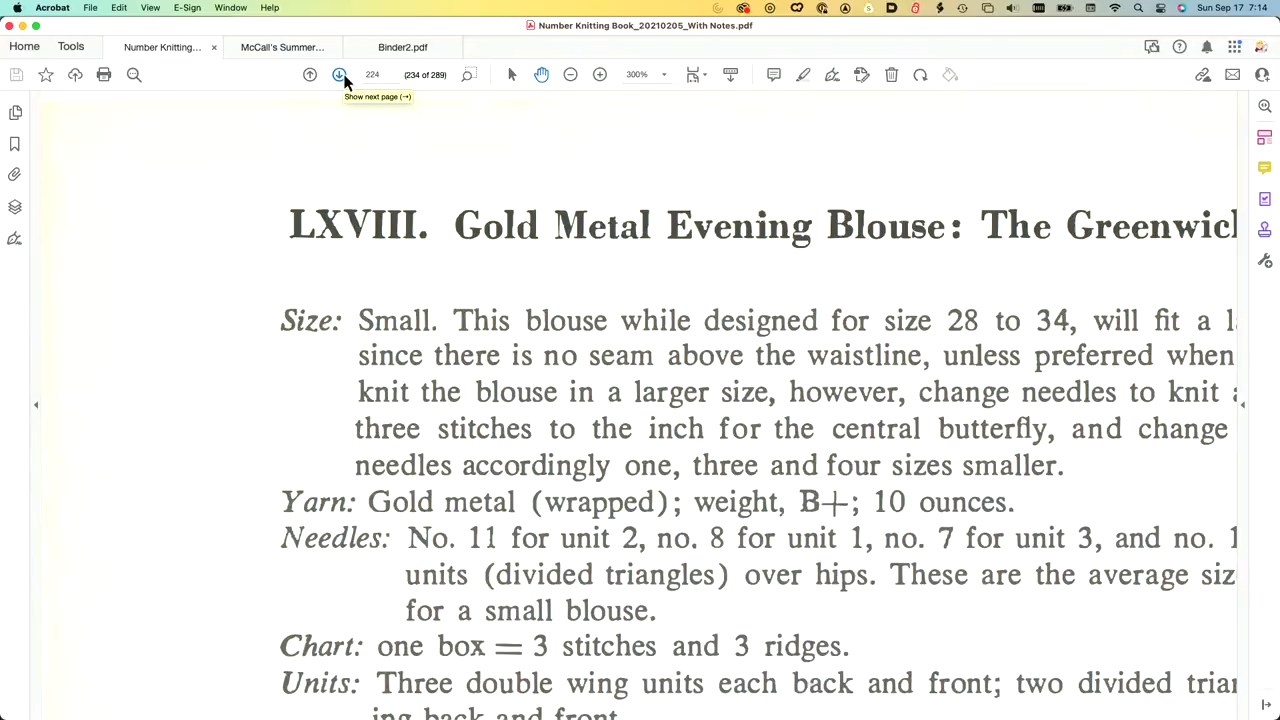 Acrobat File Edit View E-Sign Window Help Sun Sep 17 7:14
Number Knitting Book_20210205_With Notes.pdf
Home Tools Number Knitting... × McCall's Summer... Binder2.pdf
224 (234 of 289) 300%
Show next page (→)
LXVIII. Gold Metal Evening Blouse: The Greenwich
Size: Small. This blouse while designed for size 28 to 34, will fit a l
since there is no seam above the waistline, unless preferred when
knit the blouse in a larger size, however, change needles to knit a
three stitches to the inch for the central butterfly, and change
needles accordingly one, three and four sizes smaller.
Yarn: Gold metal (wrapped); weight, B+; 10 ounces.
Needles: No. 11 for unit 2, no. 8 for unit 1, no. 7 for unit 3, and no. 1
units (divided triangles) over hips. These are the average siz
for a small blouse.
Chart: one box = 3 stitches and 3 ridges.
Units: Three double wing units each back and front; two divided trian
ing back and front.